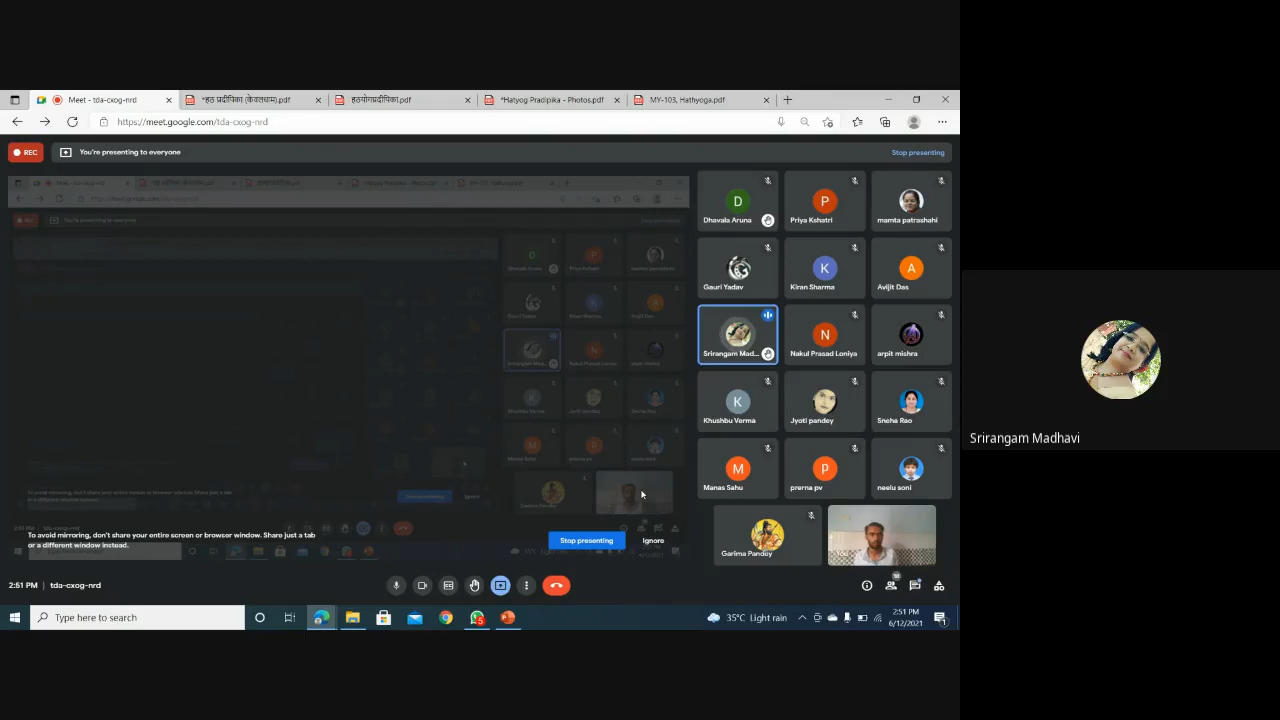 Meet - tda-cxog-nrd
*हठ प्रदीपिका (केवल्यधाम).pdf
हठयोगप्रदीपिका.pdf
*Hatyog Pradipika - Photos.pdf
MY-103, Hathyoga.pdf
https://meet.google.com/tda-cxog-nrd
REC
You're presenting to everyone
Stop presenting
D
Dhavala Aruna
P
Priya Kshatri
mamta patrashahi
Gauri Yadav
K
Kiran Sharma
A
Avijit Das
Srirangam Mad...
N
Nakul Prasad Loniya
arpit mishra
K
Khushbu Verma
Jyoti pandey
Sneha Rao
M
Manas Sahu
P
prerna pv
neelu soni
Garima Pandey
You
To avoid mirroring, don't share your entire screen or browser window. Share just a tab
or a different window instead.
Stop presenting
Ignore
2:51 PM | tda-cxog-nrd
Type here to search
5
35°C Light rain
2:51 PM
6/12/2021
1
Srirangam Madhavi